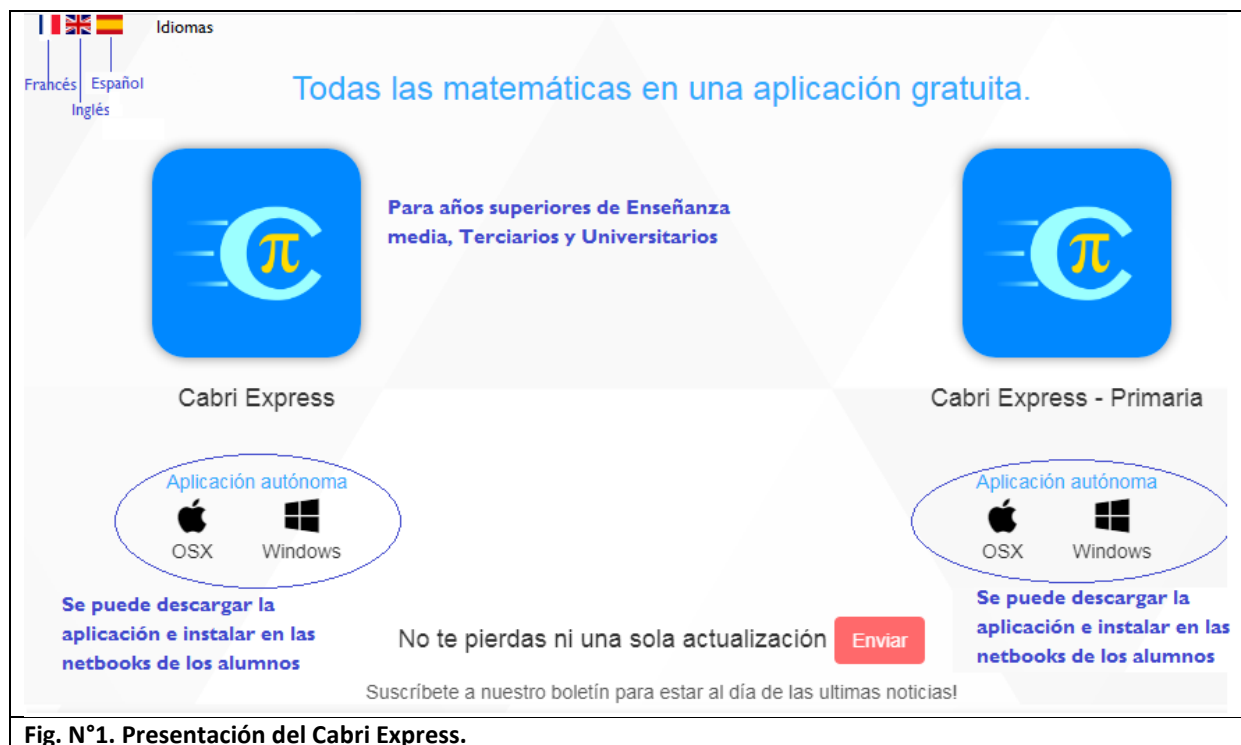 Idiomas
Francés
Español
Inglés
Todas las matemáticas en una aplicación gratuita.
π
Para años superiores de Enseñanza
media, Terciarios y Universitarios
π
Cabri Express
Cabri Express - Primaria
Aplicación autónoma
OSX
Windows
Aplicación autónoma
OSX
Windows
Se puede descargar la
aplicación e instalar en las
netbooks de los alumnos
Se puede descargar la
aplicación e instalar en las
netbooks de los alumnos
No te pierdas ni una sola actualización
Enviar
Suscríbete a nuestro boletín para estar al día de las ultimas noticias!
Fig. N°1. Presentación del Cabri Express.